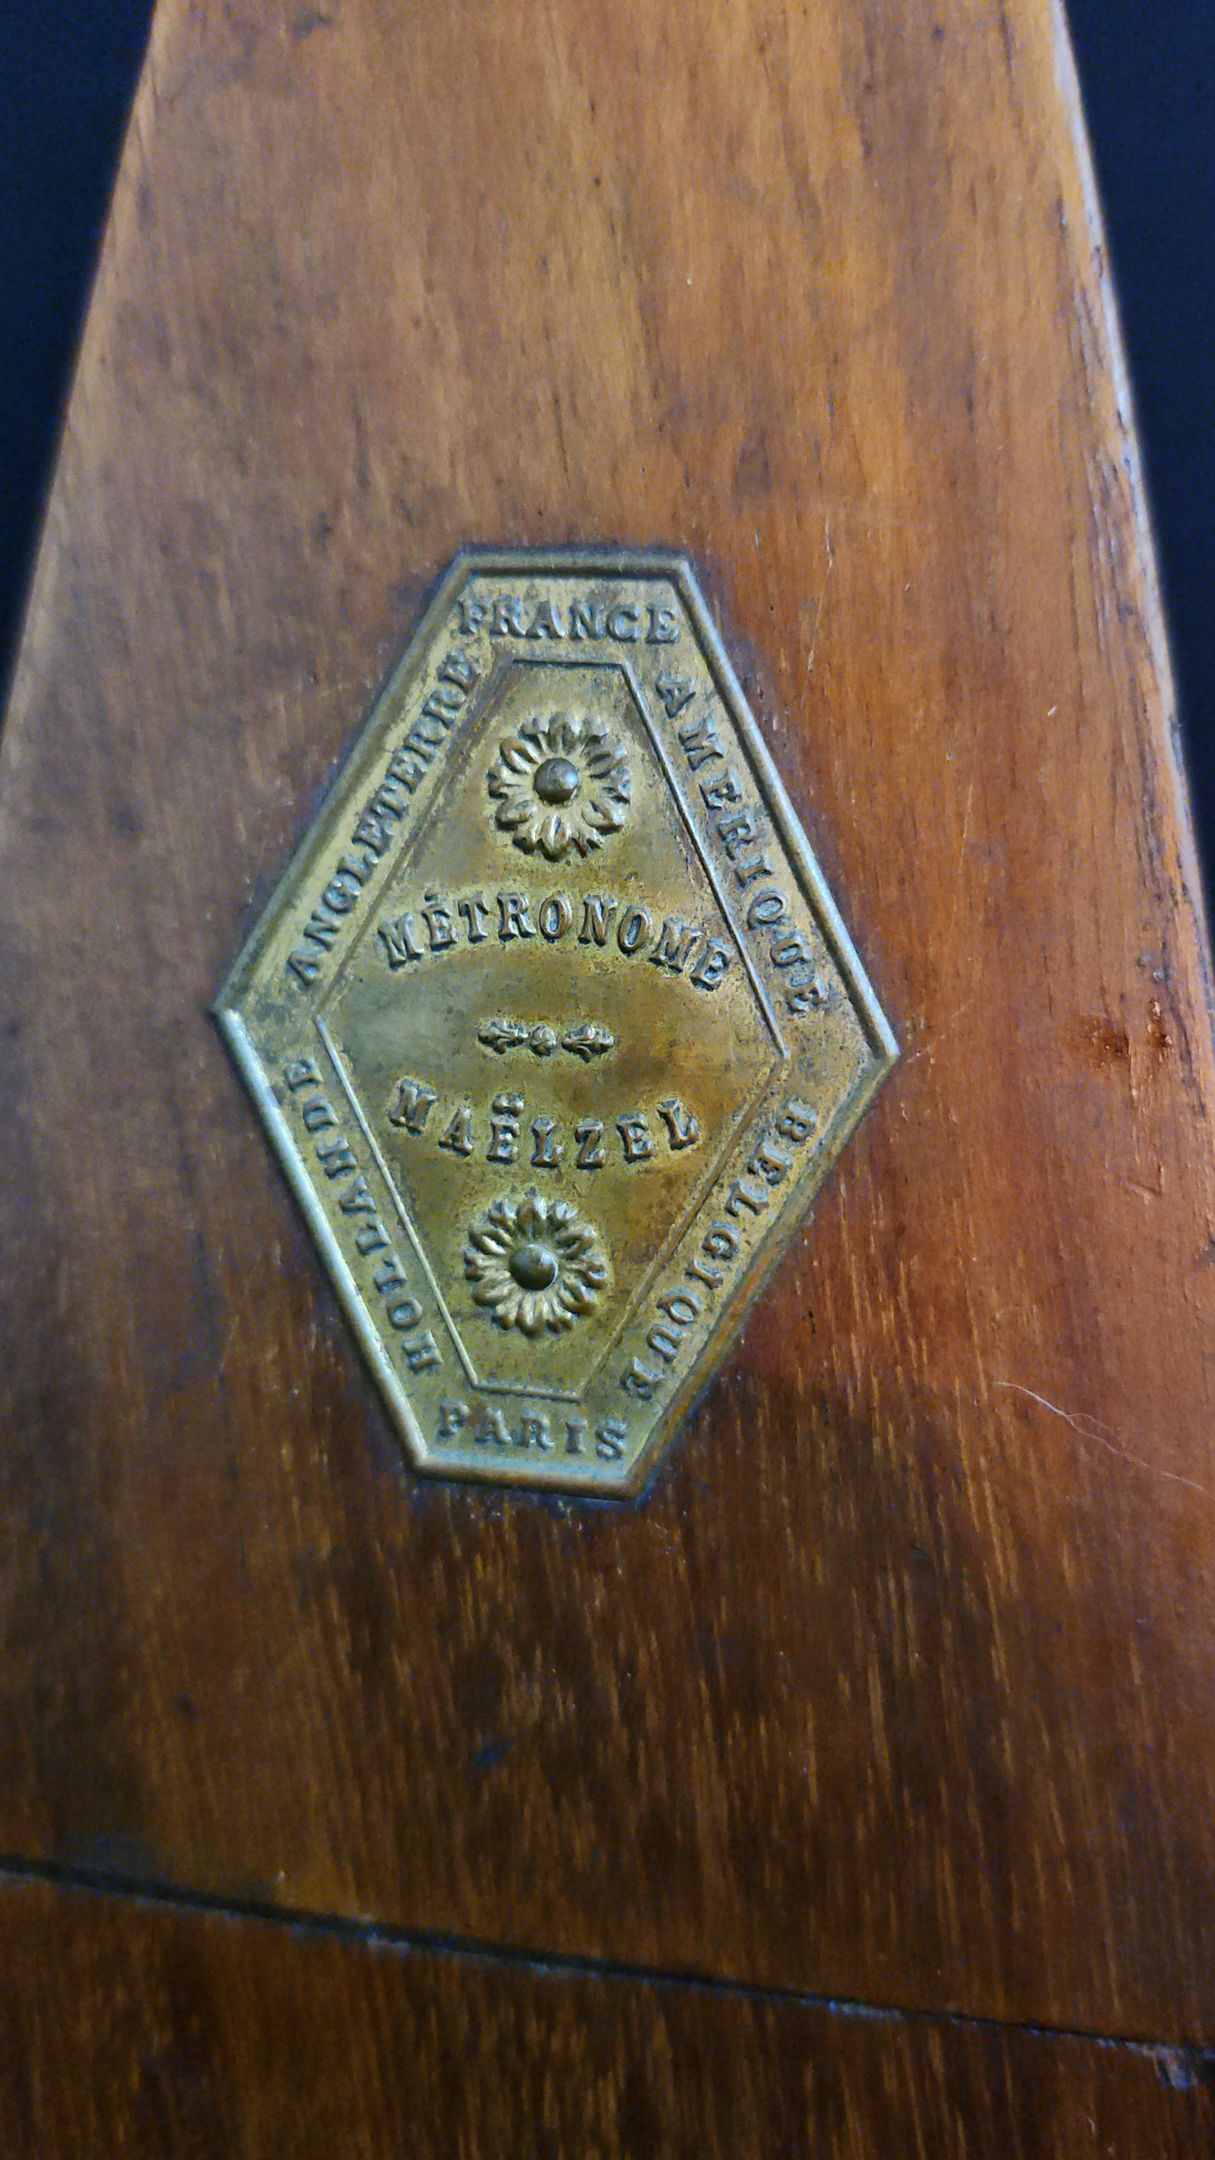 FRANCE
AMERIQUE
BELGIQUE
PARIS
HOLLANDE
ANGLETERRE
MÉTRONOME
MAËLZEL